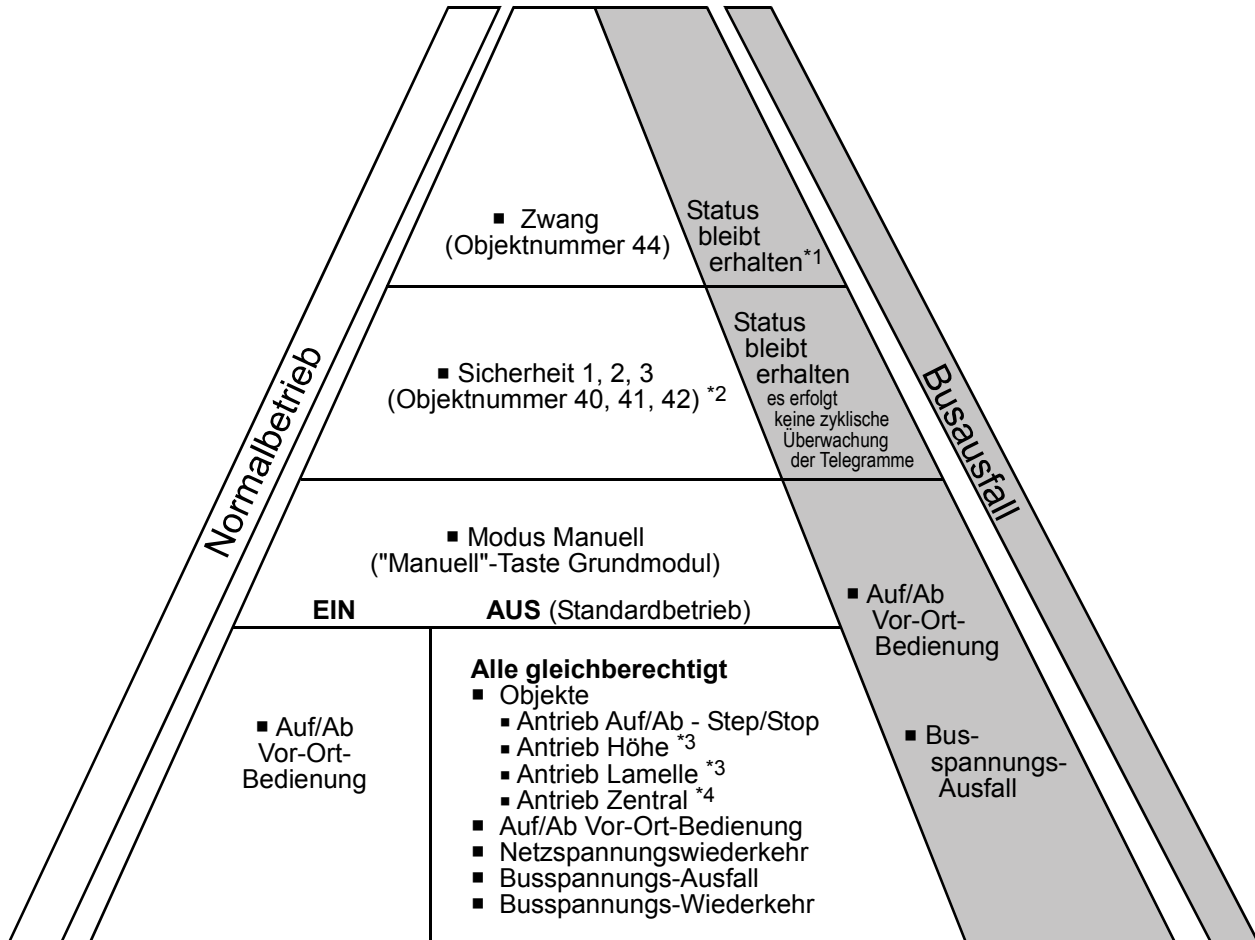 Normalbetrieb
■ Zwang
(Objektnummer 44)
Status
bleibt
erhalten*1
■ Sicherheit 1, 2, 3
(Objektnummer 40, 41, 42) *2
Status
bleibt
erhalten
es erfolgt
keine zyklische
Überwachung
der Telegramme
Busausfall
■ Modus Manuell
("Manuell"-Taste Grundmodul)
EIN AUS (Standardbetrieb)
■ Auf/Ab
Vor-Ort-
Bedienung
Alle gleichberechtigt
■ Objekte
■ Antrieb Auf/Ab - Step/Stop
■ Antrieb Höhe *3
■ Antrieb Lamelle *3
■ Antrieb Zentral *4
■ Auf/Ab Vor-Ort-Bedienung
■ Netzspannungswiederkehr
■ Busspannungs-Ausfall
■ Busspannungs-Wiederkehr
■ Auf/Ab
Vor-Ort-
Bedienung
■ Bus-
spannungs-
Ausfall